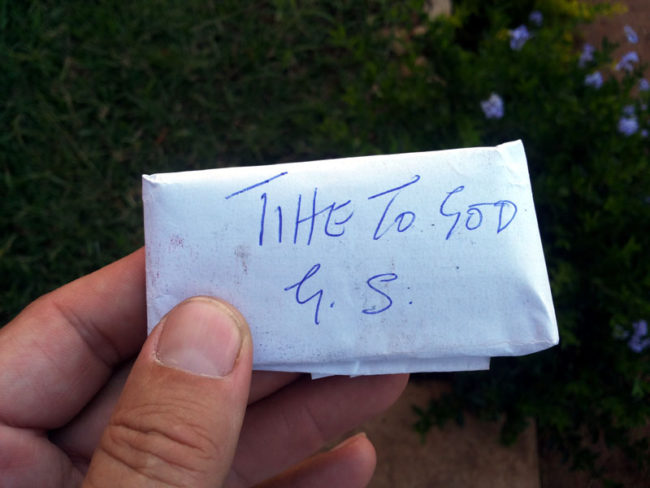 TIHE TO GOD
G. S.